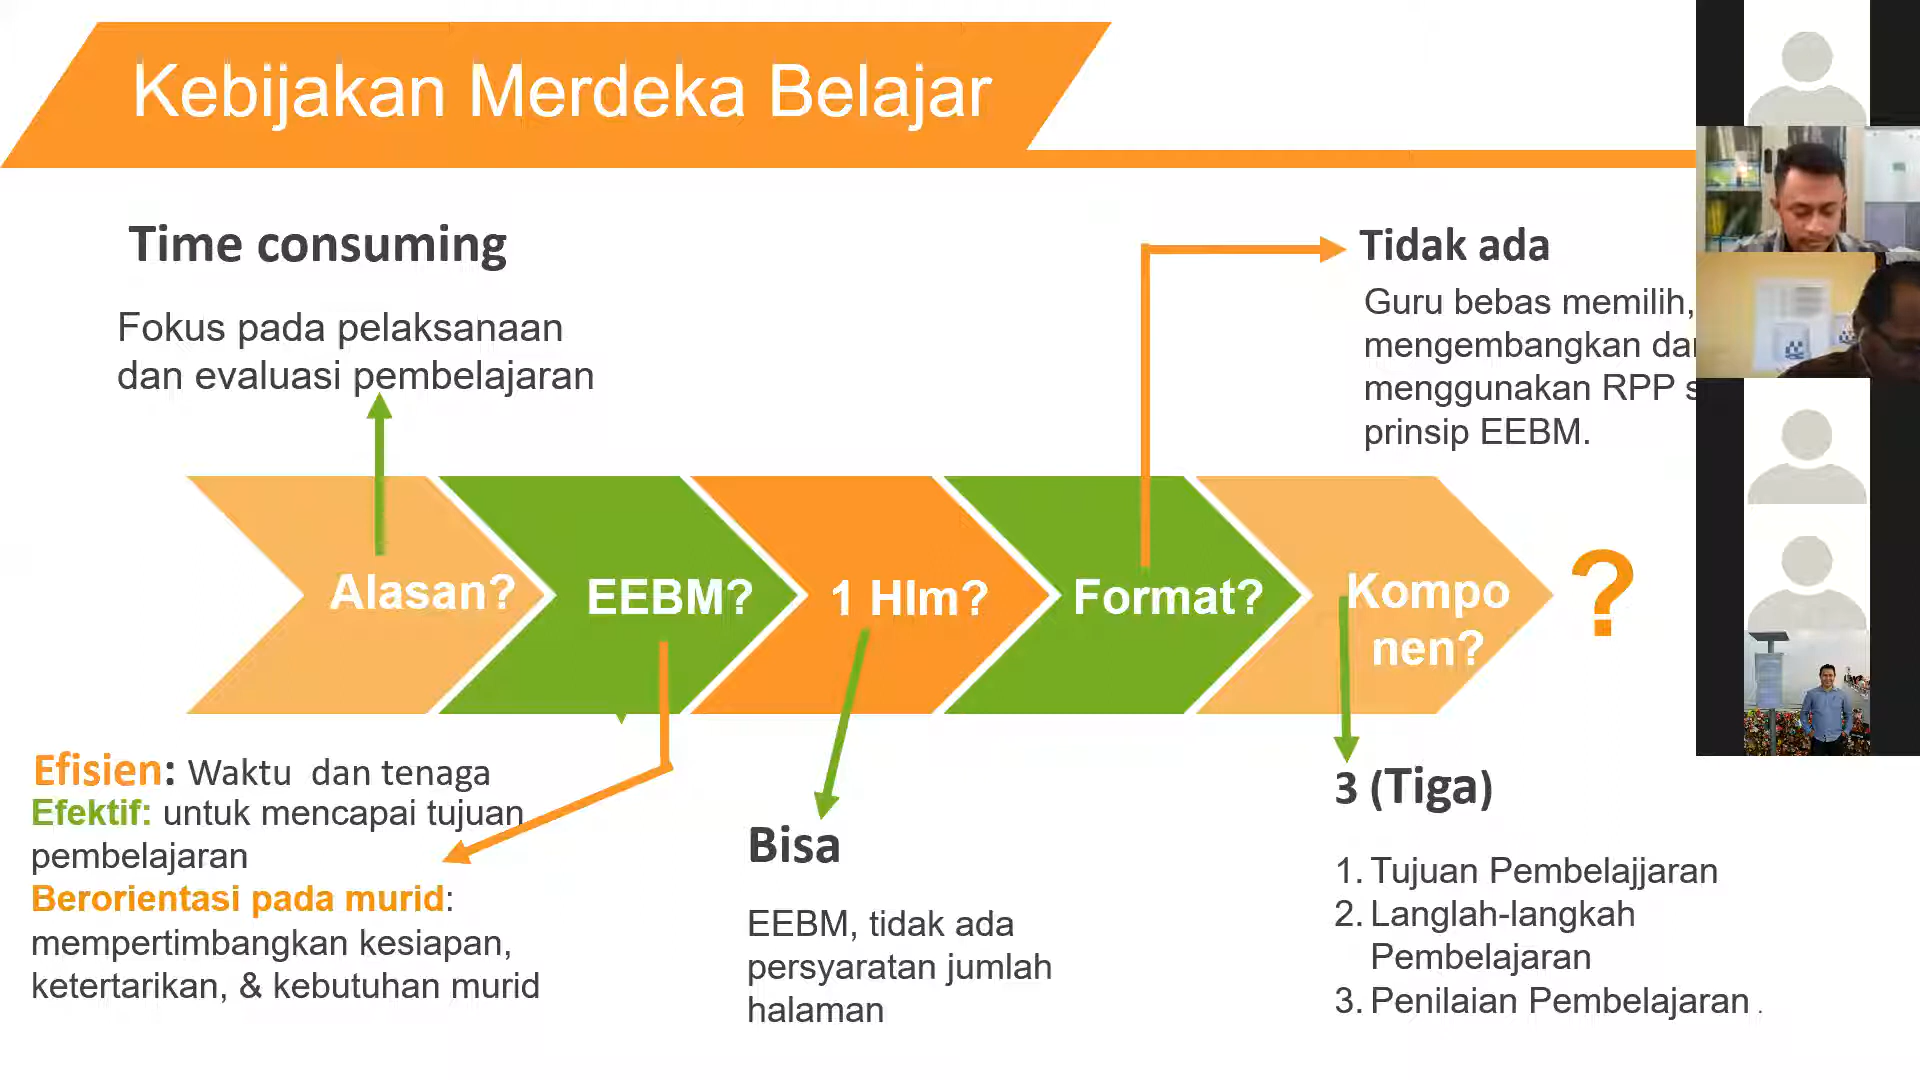 Kebijakan Merdeka Belajar
Time consuming
Fokus pada pelaksanaan
dan evaluasi pembelajaran
Tidak ada
Guru bebas memilih,
mengembangkan
menggunakan RPP
prinsip EEBM.
Alasan?
EEBM?
1 Hlm?
Format?
Kompo
nen?
?
Efisien: Waktu dan tenaga
Efektif: untuk mencapai tujuan
pembelajaran
Berorientasi pada murid:
mempertimbangkan kesiapan,
ketertarikan, & kebutuhan murid
Bisa
EEBM, tidak ada
persyaratan jumlah
halaman
3 (Tiga)
1. Tujuan Pembelajjaran
2. Langlah-langkah
Pembelajaran
3. Penilaian Pembelajaran .